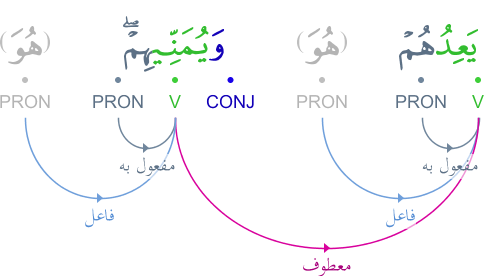 يَعِدُهُمْ (هُوَ) وَيُمَنِّيهِمْ ۖ (هُوَ)
V PRON PRON CONJ V PRON PRON
مفعول به مفعول به
فاعل فاعل
معطوف